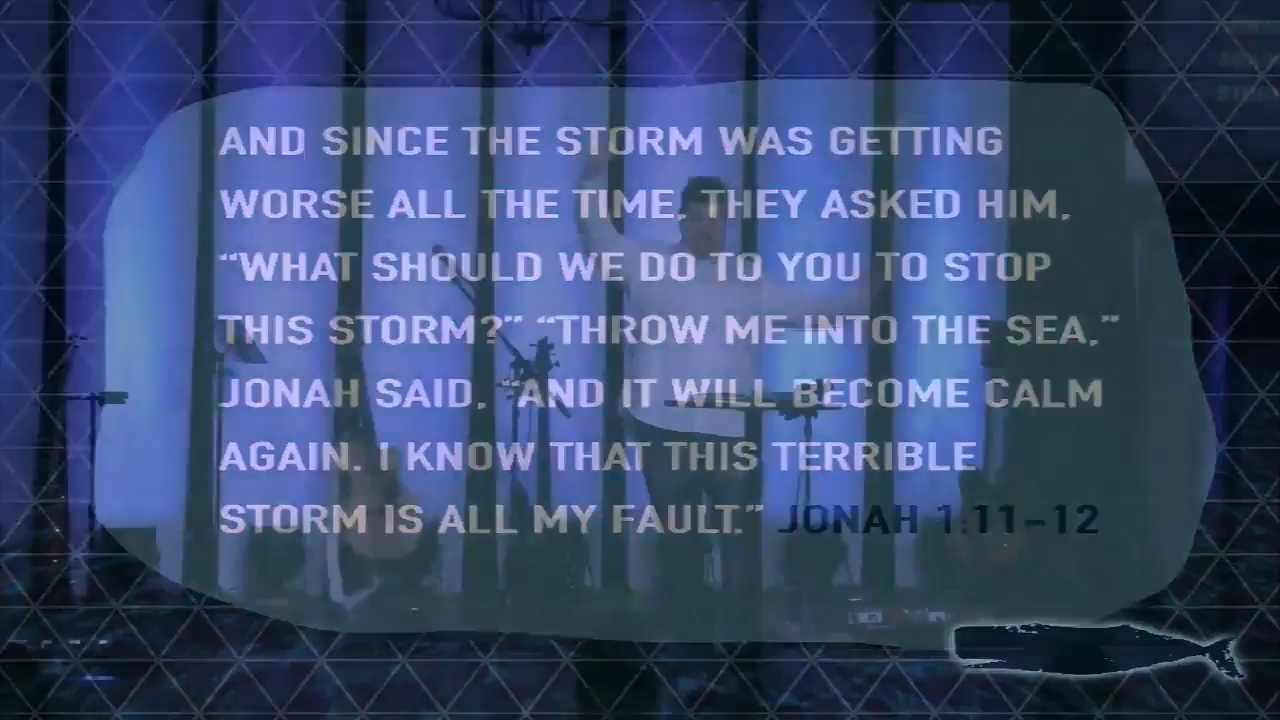 AND SINCE THE STORM WAS GETTING
WORSE ALL THE TIME, THEY ASKED HIM,
“WHAT SHOULD WE DO TO YOU TO STOP
THIS STORM?” “THROW ME INTO THE SEA,”
JONAH SAID, “AND IT WILL BECOME CALM
AGAIN. I KNOW THAT THIS TERRIBLE
STORM IS ALL MY FAULT.” JONAH 1:11–12